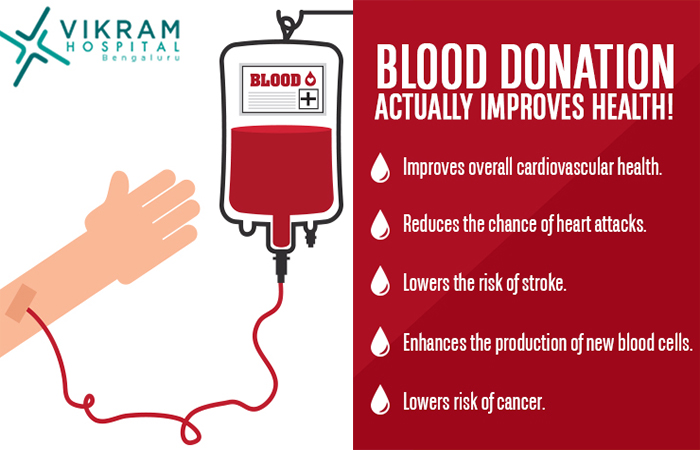 VIKRAM
HOSPITAL
Bengaluru
BLOOD
BLOOD DONATION
ACTUALLY IMPROVES HEALTH!
Improves overall cardiovascular health.
Reduces the chance of heart attacks.
Lowers the risk of stroke.
Enhances the production of new blood cells.
Lowers risk of cancer.